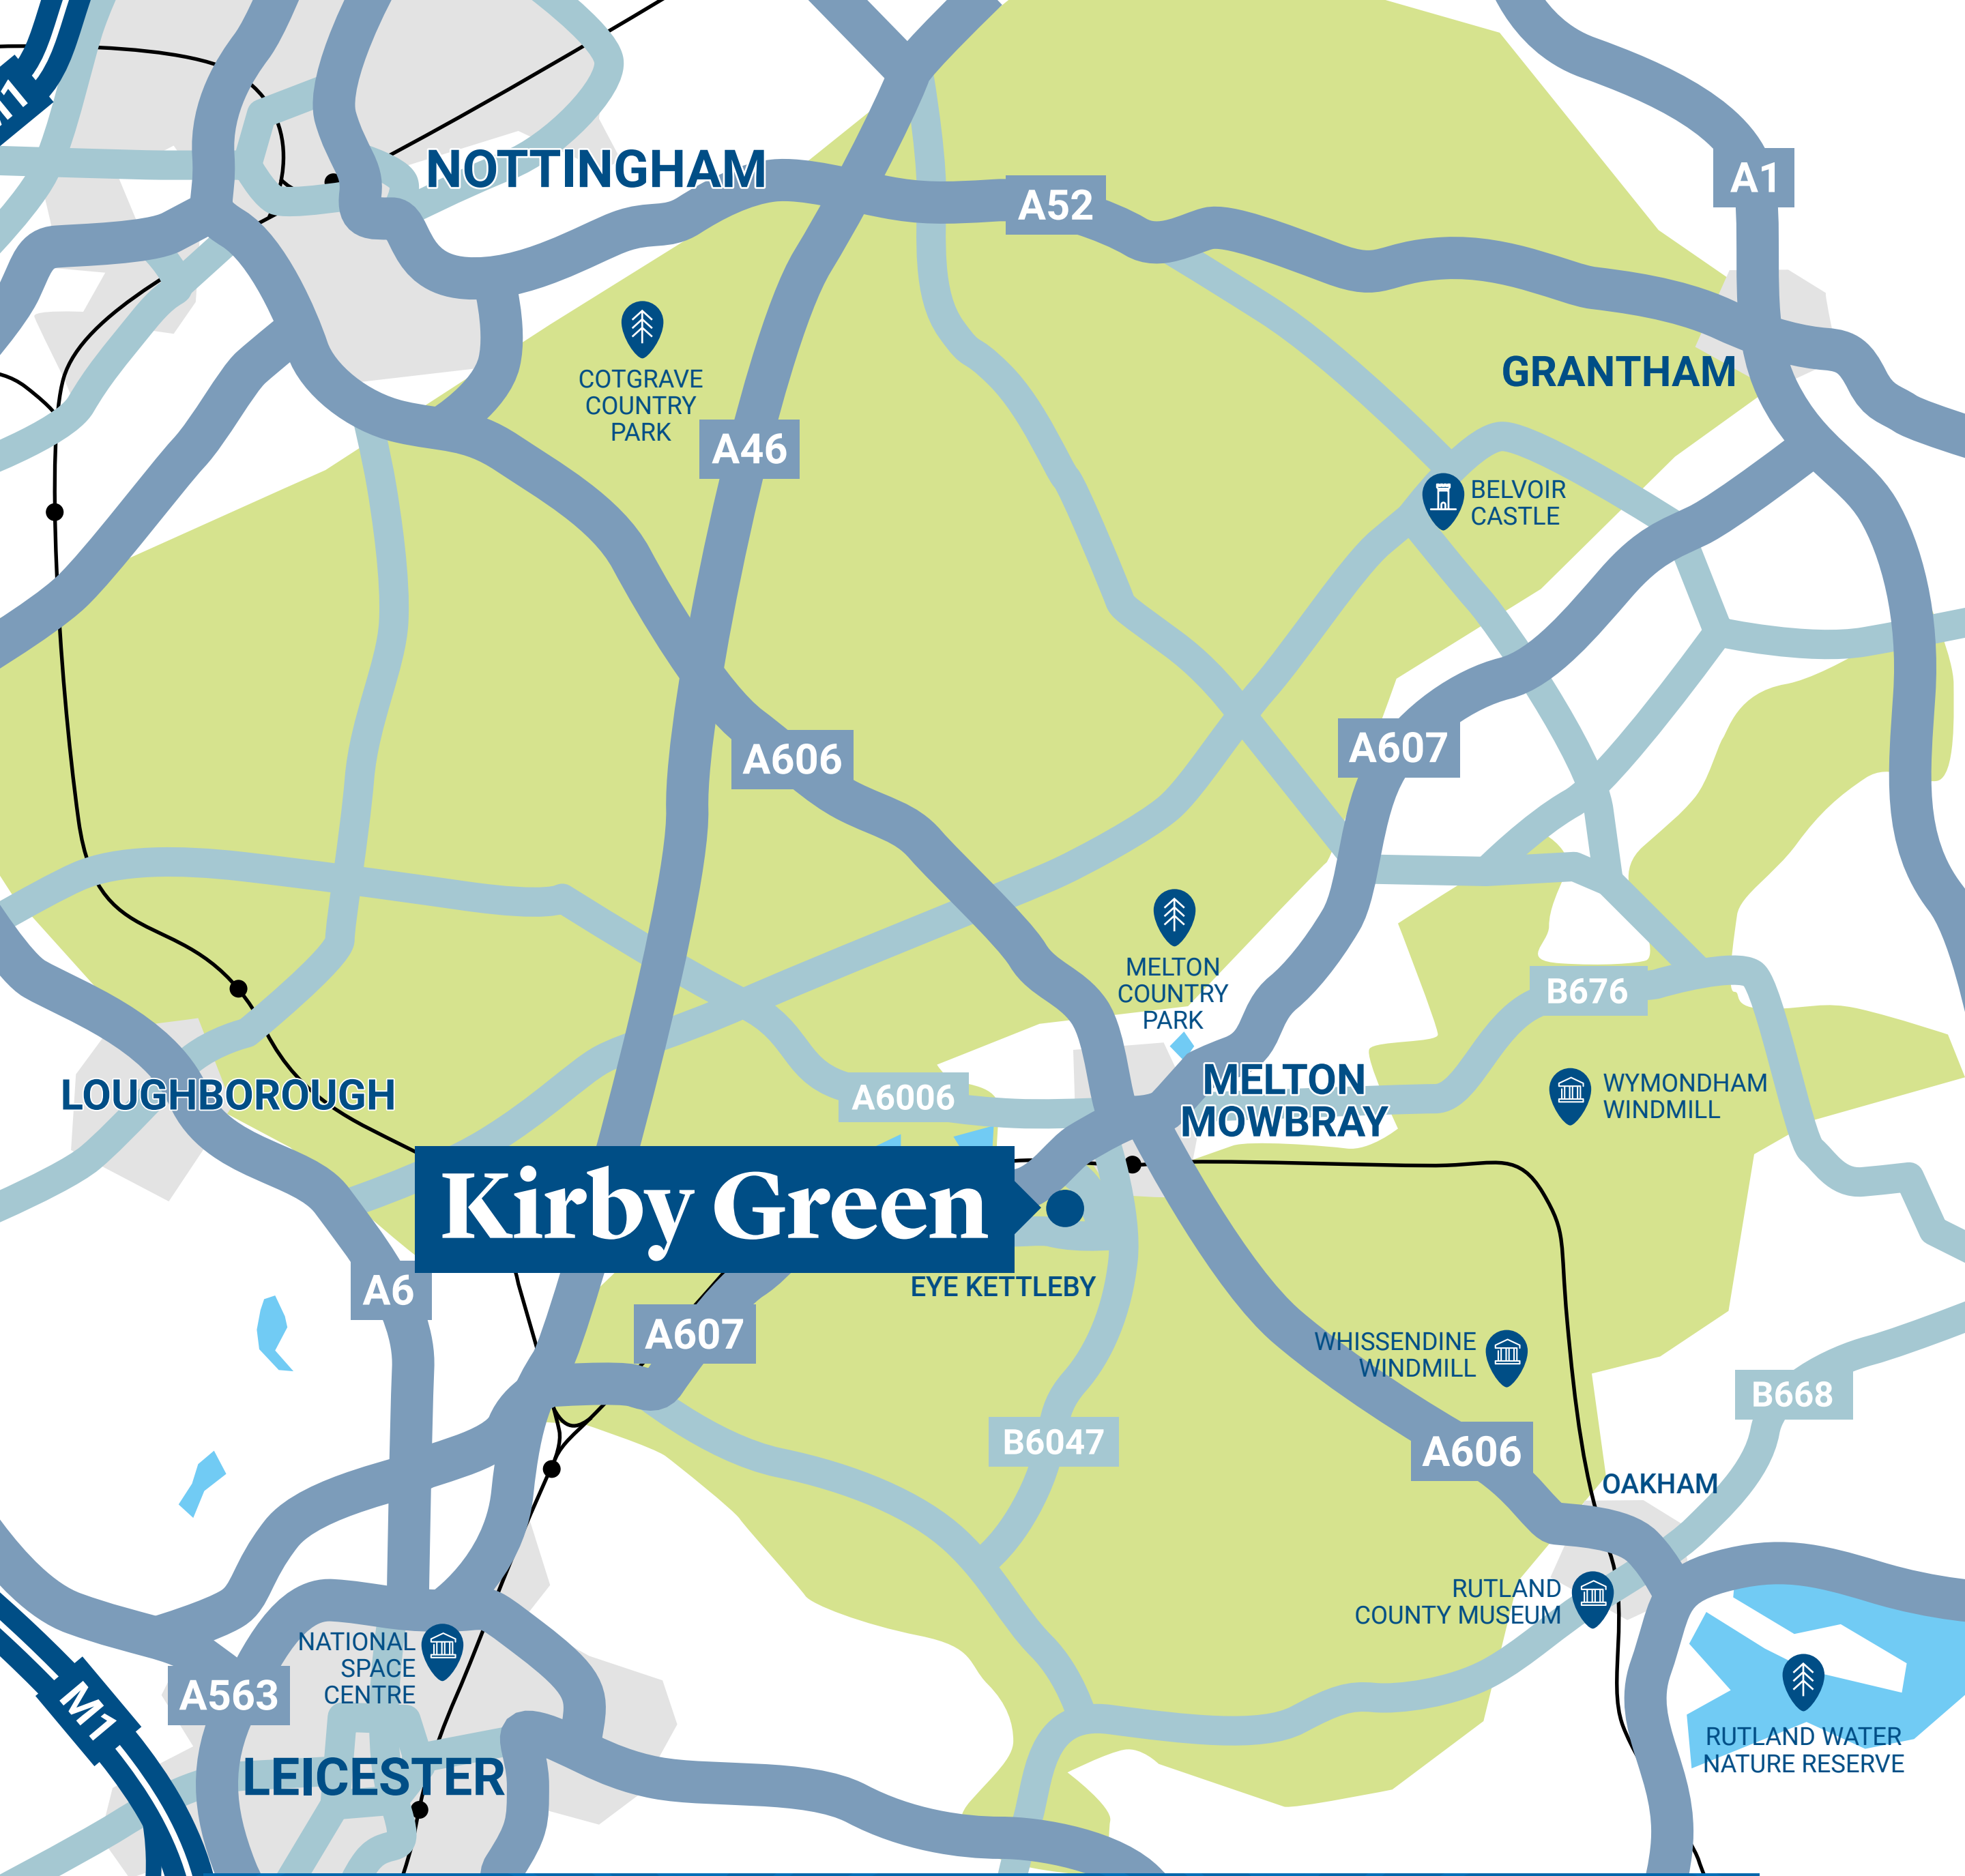 M1
NOTTINGHAM
A52
A1
COTGRAVE
COUNTRY
PARK
GRANTHAM
A46
BELVOIR
CASTLE
A606
A607
MELTON
COUNTRY
PARK
B676
LOUGHBOROUGH
A6006
MELTON
MOWBRAY
WYMONDHAM
WINDMILL
Kirby Green
EYE KETTLEBY
A6
A607
WHISSENDINE
WINDMILL
B668
B6047
A606
OAKHAM
RUTLAND
COUNTY MUSEUM
NATIONAL
SPACE
CENTRE
A563
M1
RUTLAND WATER
NATURE RESERVE
LEICESTER